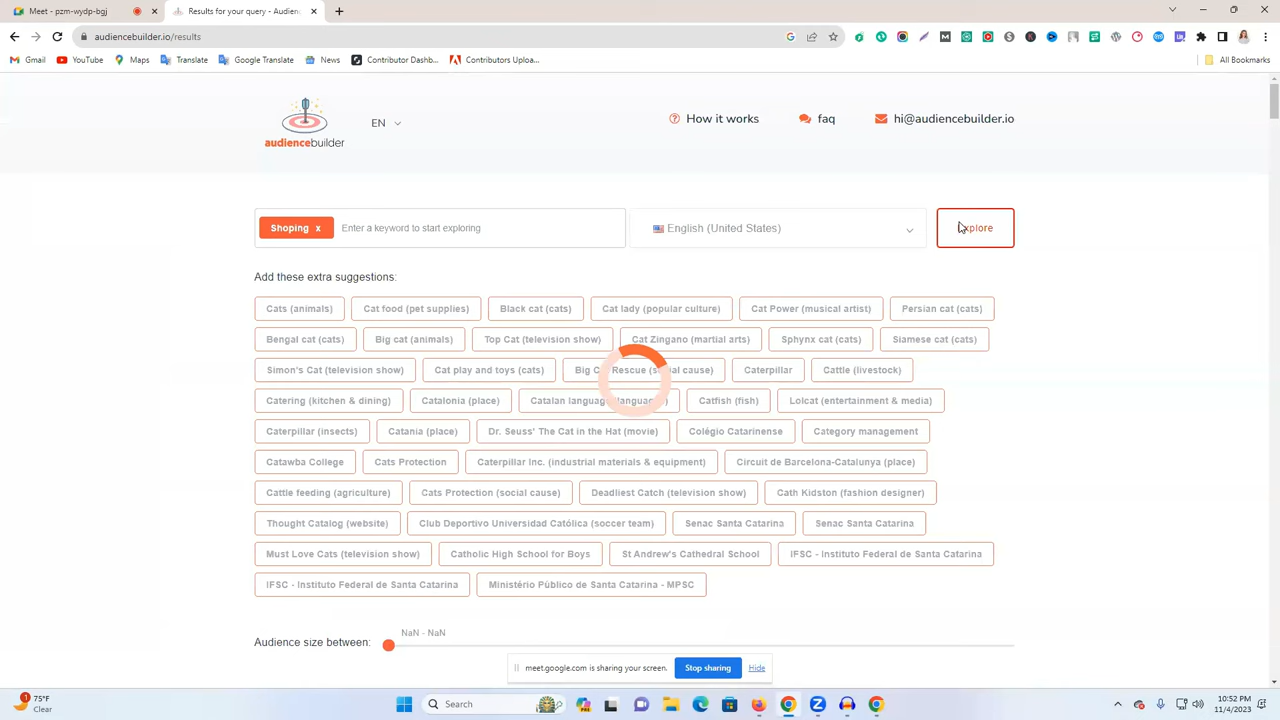 Meet - pzm-wydp-bgj
Results for your query - Audien
audiencebuilder.io/results
All Bookmarks
Gmail YouTube Maps Translate Google Translate News Contributor Dashb... Contributors Uploa...
audiencebuilder
EN
How it works faq hi@audiencebuilder.io
Shoping x Enter a keyword to start exploring English (United States) Explore
Add these extra suggestions:
Cats (animals) Cat food (pet supplies) Black cat (cats) Cat lady (popular culture) Cat Power (musical artist) Persian cat (cats)
Bengal cat (cats) Big cat (animals) Top Cat (television show) Cat Zingano (martial arts) Sphynx cat (cats) Siamese cat (cats)
Simon's Cat (television show) Cat play and toys (cats) Big C Rescue (s al cause) Caterpillar Cattle (livestock)
Catering (kitchen & dining) Catalonia (place) Catalan language (language) Catfish (fish) Lolcat (entertainment & media)
Caterpillar (insects) Catania (place) Dr. Seuss' The Cat in the Hat (movie) Colégio Catarinense Category management
Catawba College Cats Protection Caterpillar Inc. (industrial materials & equipment) Circuit de Barcelona-Catalunya (place)
Cattle feeding (agriculture) Cats Protection (social cause) Deadliest Catch (television show) Cath Kidston (fashion designer)
Thought Catalog (website) Club Deportivo Universidad Católica (soccer team) Senac Santa Catarina Senac Santa Catarina
Must Love Cats (television show) Catholic High School for Boys St Andrew's Cathedral School IFSC - Instituto Federal de Santa Catarina
IFSC - Instituto Federal de Santa Catarina Ministério Público de Santa Catarina - MPSC
Audience size between: NaN - NaN
meet.google.com is sharing your screen. Stop sharing Hide
1
75°F
Clear
Search
10:52 PM
11/4/2023